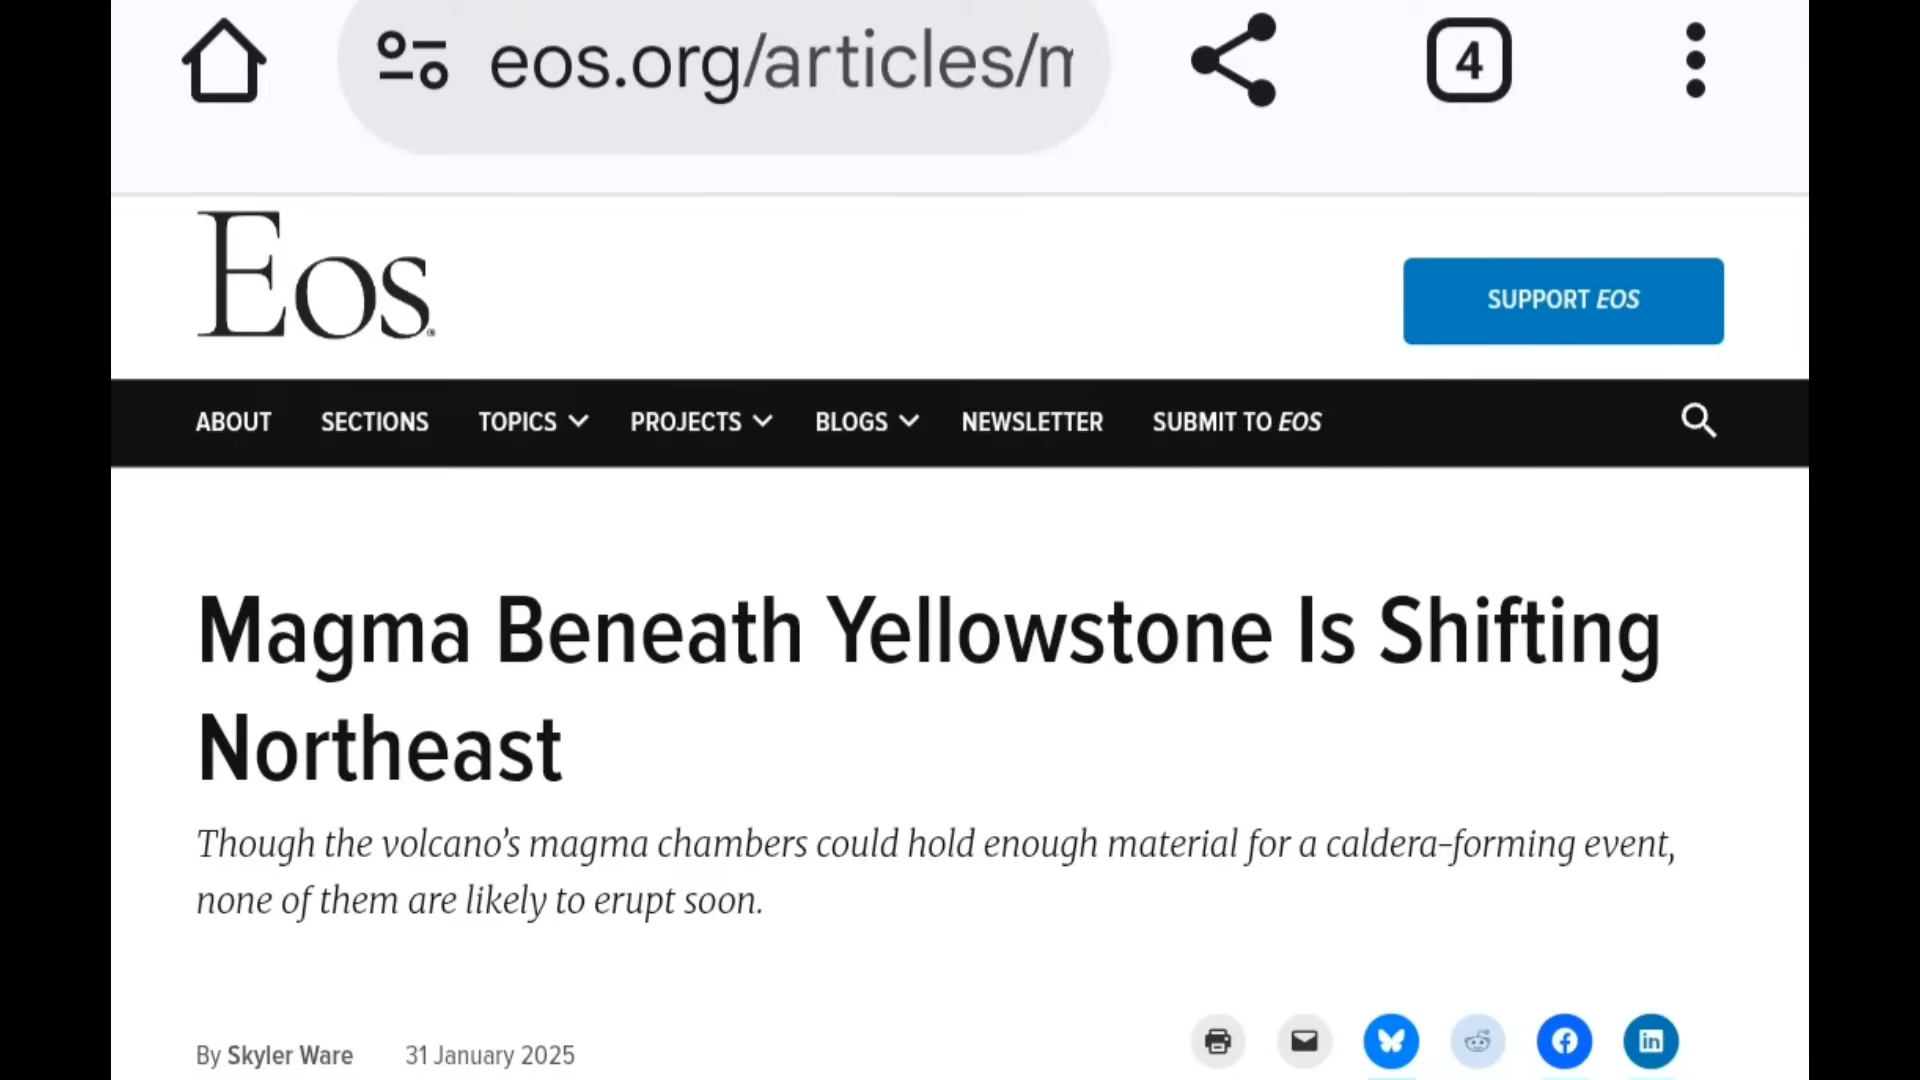 eos.org/articles/m
4
Eos
SUPPORT EOS
ABOUT SECTIONS TOPICS PROJECTS BLOGS NEWSLETTER SUBMIT TO EOS
Magma Beneath Yellowstone Is Shifting
Northeast
Though the volcano’s magma chambers could hold enough material for a caldera-forming event,
none of them are likely to erupt soon.
By Skyler Ware 31 January 2025
in